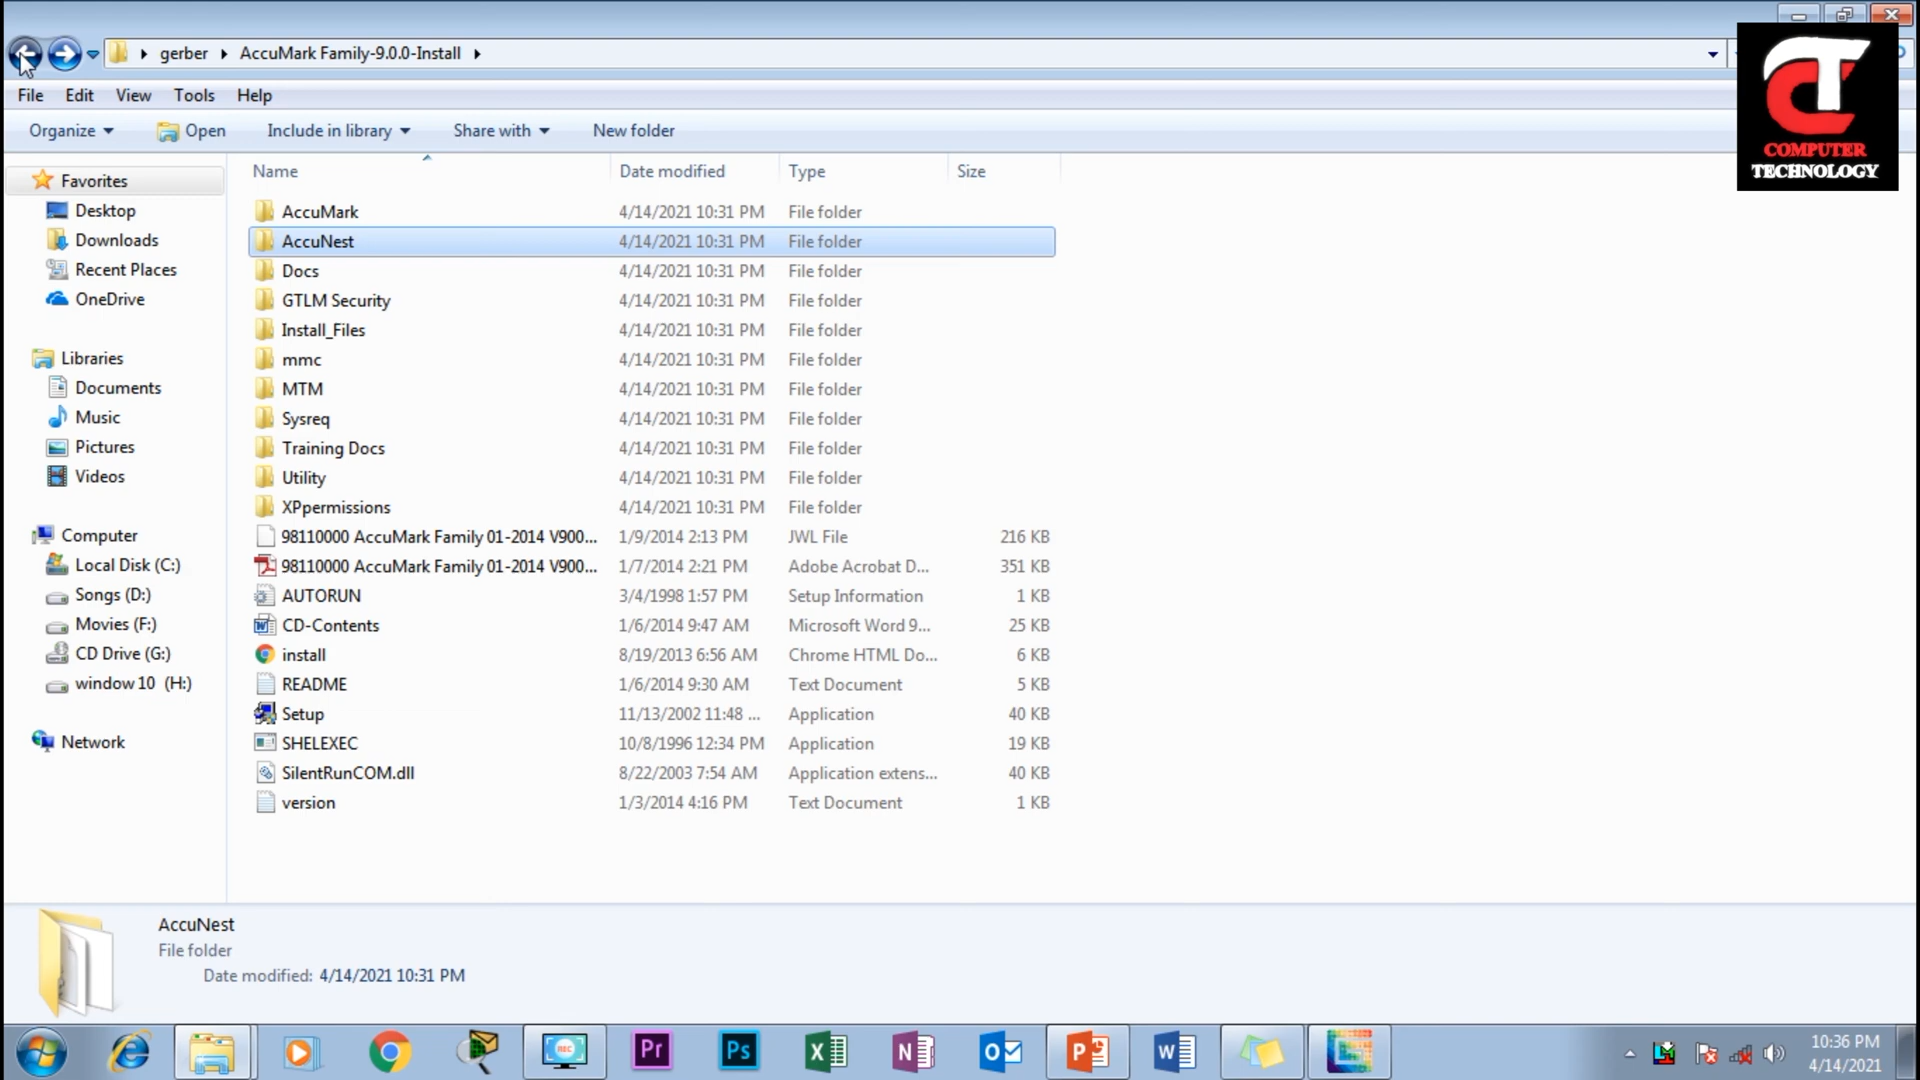 gerber AccuMark Family-9.0.0-Install
File Edit View Tools Help
Organize Open Include in library Share with New folder
CT
COMPUTER
TECHNOLOGY
Favorites
Desktop
Downloads
Recent Places
OneDrive
Libraries
Documents
Music
Pictures
Videos
Computer
Local Disk (C:)
Songs (D:)
Movies (F:)
CD Drive (G:)
window 10 (H:)
Network
Name Date modified Type Size
AccuMark 4/14/2021 10:31 PM File folder
AccuNest 4/14/2021 10:31 PM File folder
Docs 4/14/2021 10:31 PM File folder
GTLM Security 4/14/2021 10:31 PM File folder
Install_Files 4/14/2021 10:31 PM File folder
mmc 4/14/2021 10:31 PM File folder
MTM 4/14/2021 10:31 PM File folder
Sysreq 4/14/2021 10:31 PM File folder
Training Docs 4/14/2021 10:31 PM File folder
Utility 4/14/2021 10:31 PM File folder
XPpermissions 4/14/2021 10:31 PM File folder
98110000 AccuMark Family 01-2014 V900... 1/9/2014 2:13 PM JWL File 216 KB
98110000 AccuMark Family 01-2014 V900... 1/7/2014 2:21 PM Adobe Acrobat D... 351 KB
AUTORUN 3/4/1998 1:57 PM Setup Information 1 KB
CD-Contents 1/6/2014 9:47 AM Microsoft Word 9... 25 KB
install 8/19/2013 6:56 AM Chrome HTML Do... 6 KB
README 1/6/2014 9:30 AM Text Document 5 KB
Setup 11/13/2002 11:48 ... Application 40 KB
SHELEXEC 10/8/1996 12:34 PM Application 19 KB
SilentRunCOM.dll 8/22/2003 7:54 AM Application extens... 40 KB
version 1/3/2014 4:16 PM Text Document 1 KB
AccuNest
File folder
Date modified: 4/14/2021 10:31 PM
REC Pr Ps X N O P W
10:36 PM
4/14/2021